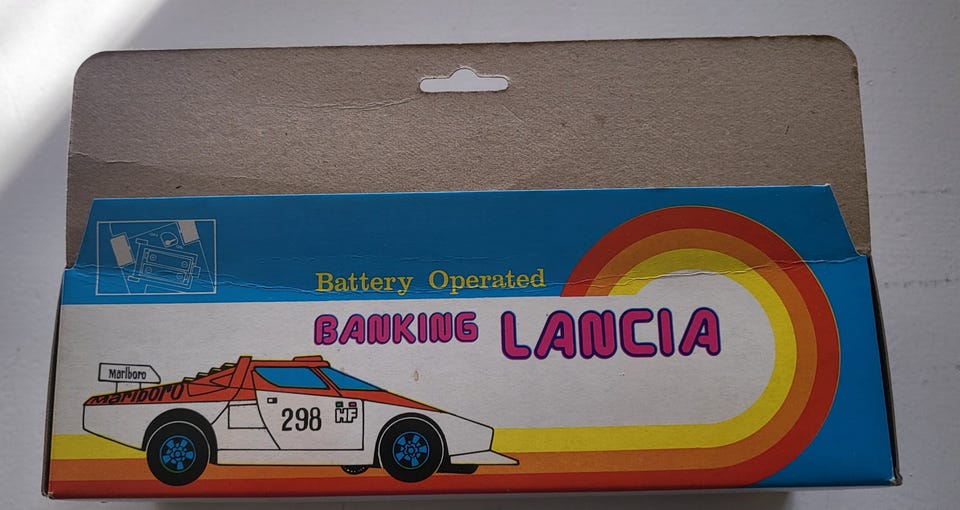 Battery Operated
BANKING LANCIA
Marlboro
Marlboro
298 HF